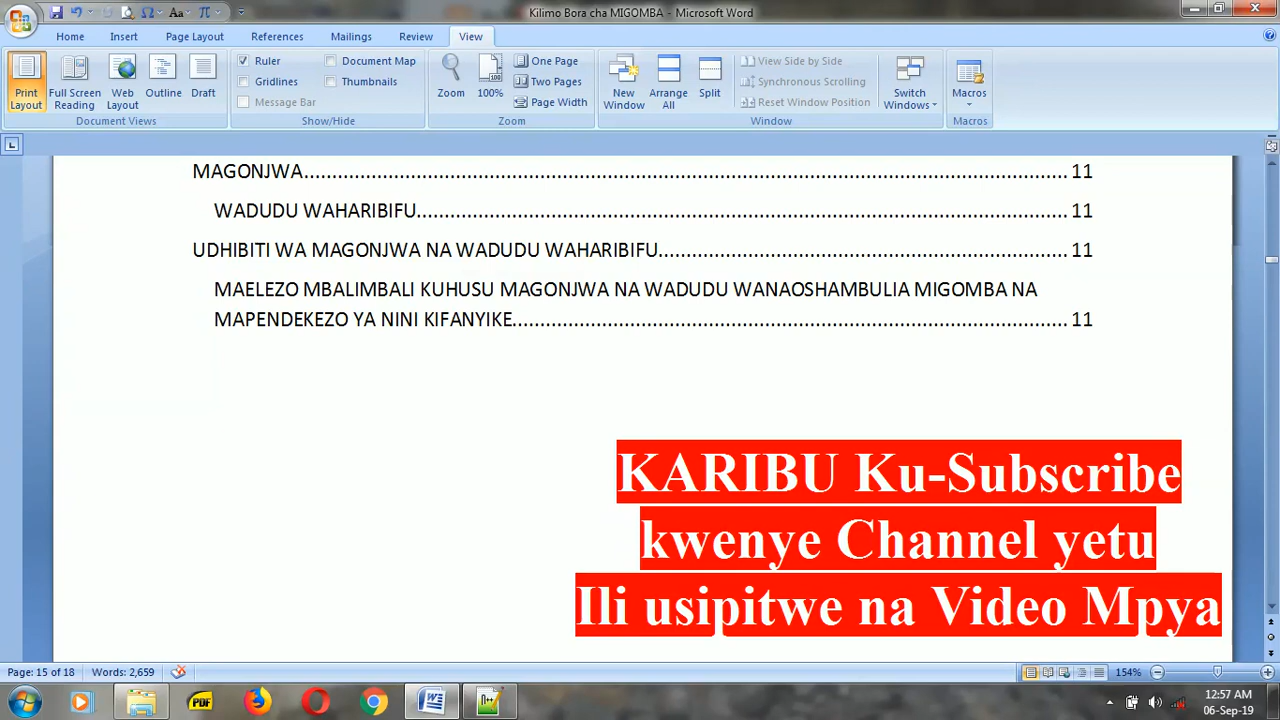 Kilimo Bora cha MIGOMBA - Microsoft Word
Home Insert Page Layout References Mailings Review View
Print Layout
Full Screen Reading
Web Layout
Outline
Draft
Document Views
Ruler
Gridlines
Message Bar
Document Map
Thumbnails
Show/Hide
Zoom
100%
One Page
Two Pages
Page Width
Zoom
New Window
Arrange All
Split
View Side by Side
Synchronous Scrolling
Reset Window Position
Window
Switch Windows
Macros
Macros
MAGONJWA........................................................................ 11
WADUDU WAHARIBIFU........................................................................ 11
UDHIBITI WA MAGONJWA NA WADUDU WAHARIBIFU........................................................................ 11
MAELEZO MBALIMBALI KUHUSU MAGONJWA NA WADUDU WANAOSHAMBULIA MIGOMBA NA
MAPENDEKEZO YA NINI KIFANYIKE........................................................................ 11
KARIBU Ku-Subscribe
kwenye Channel yetu
Ili usipitwe na Video Mpya
Page: 15 of 18 Words: 2,659 154%
PDF
12:57 AM
06-Sep-19